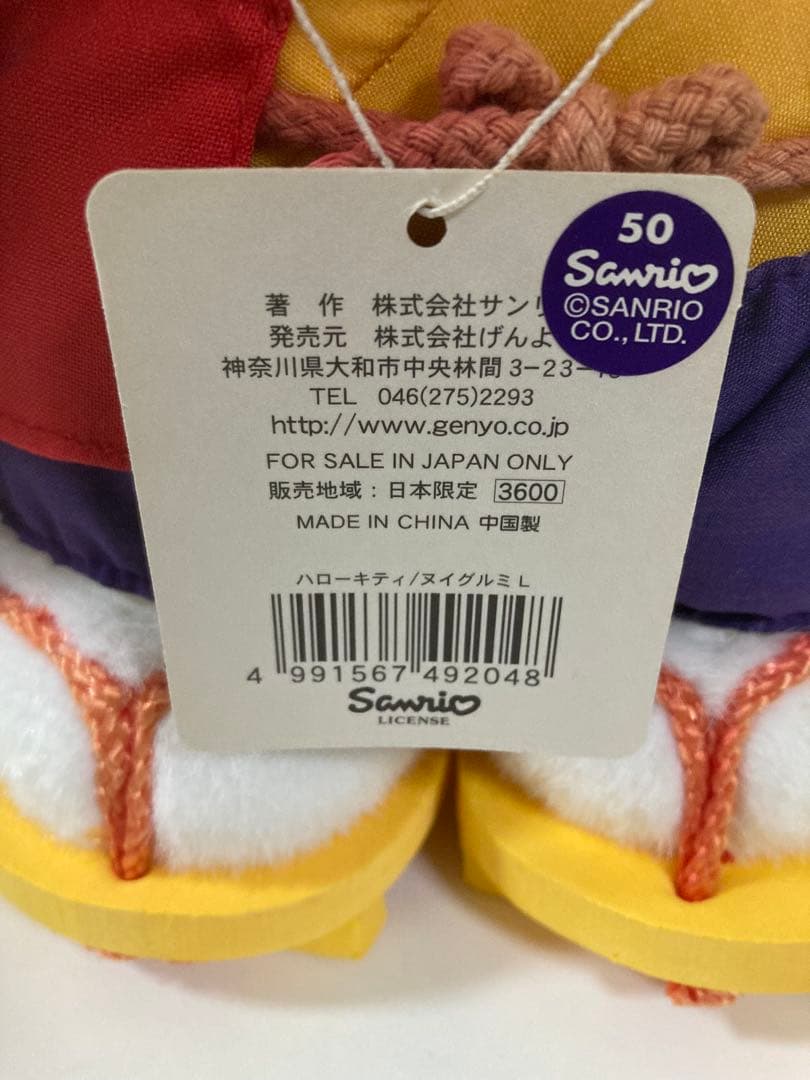 50
Sanrio
©SANRIO
CO., LTD.
著 作 株式会社サンリ
発売元 株式会社げんよ
神奈川県大和市中央林間3-23-
TEL 046(275)2293
http://www.genyo.co.jp
FOR SALE IN JAPAN ONLY
販売地域：日本限定 3600
MADE IN CHINA 中国製
ハローキティ/ヌイグルミ L
4 991567 492048
Sanrio
LICENSE